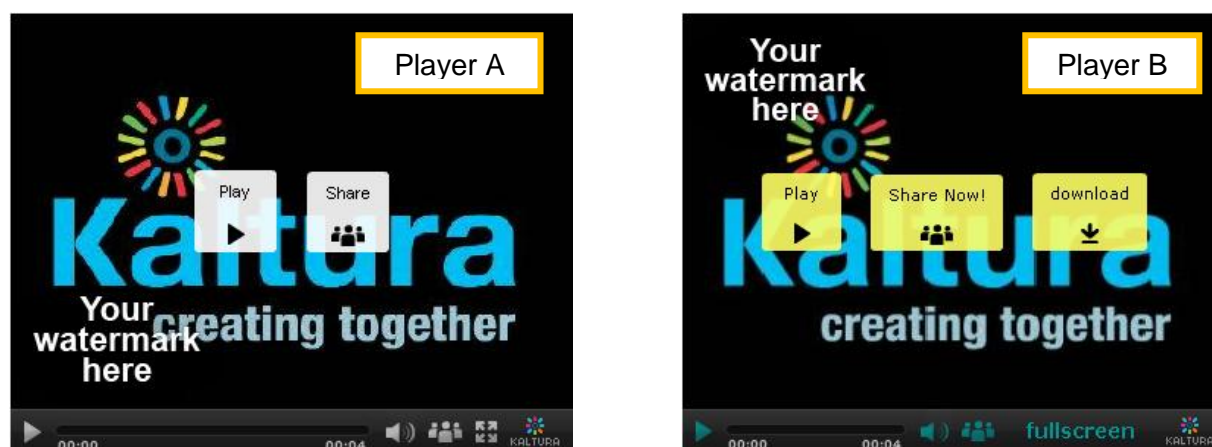 Player A
Play
Share
Kaltura
creating together
Your
watermark
here
00:00
00:04
KALTURA
Your
watermark
here
Player B
Play
Share Now!
download
Kaltura
creating together
00:00
00:04
fullscreen
KALTURA